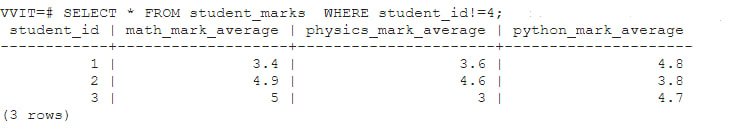 VVIT=# SELECT * FROM student_marks  WHERE student_id!=4;
 student_id | math_mark_average | physics_mark_average | python_mark_average
------------+-------------------+----------------------+---------------------
          1 |               3.4 |                  3.6 |                 4.8
          2 |               4.9 |                  4.6 |                 3.8
          3 |                 5 |                    3 |                 4.7
(3 rows)